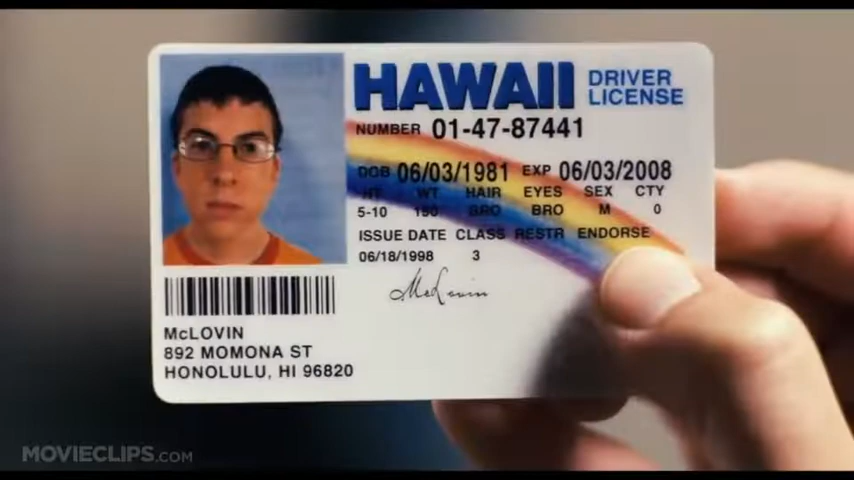 HAWAII DRIVER LICENSE
NUMBER 01-47-87441
DOB 06/03/1981 EXP 06/03/2008
HT WT HAIR EYES SEX CTY
5-10 150 BRO BRO M 0
ISSUE DATE CLASS RESTR ENDORSE
06/18/1998 3
McLovin
McLOVIN
892 MOMONA ST
HONOLULU, HI 96820
MOVIECLIPS.COM